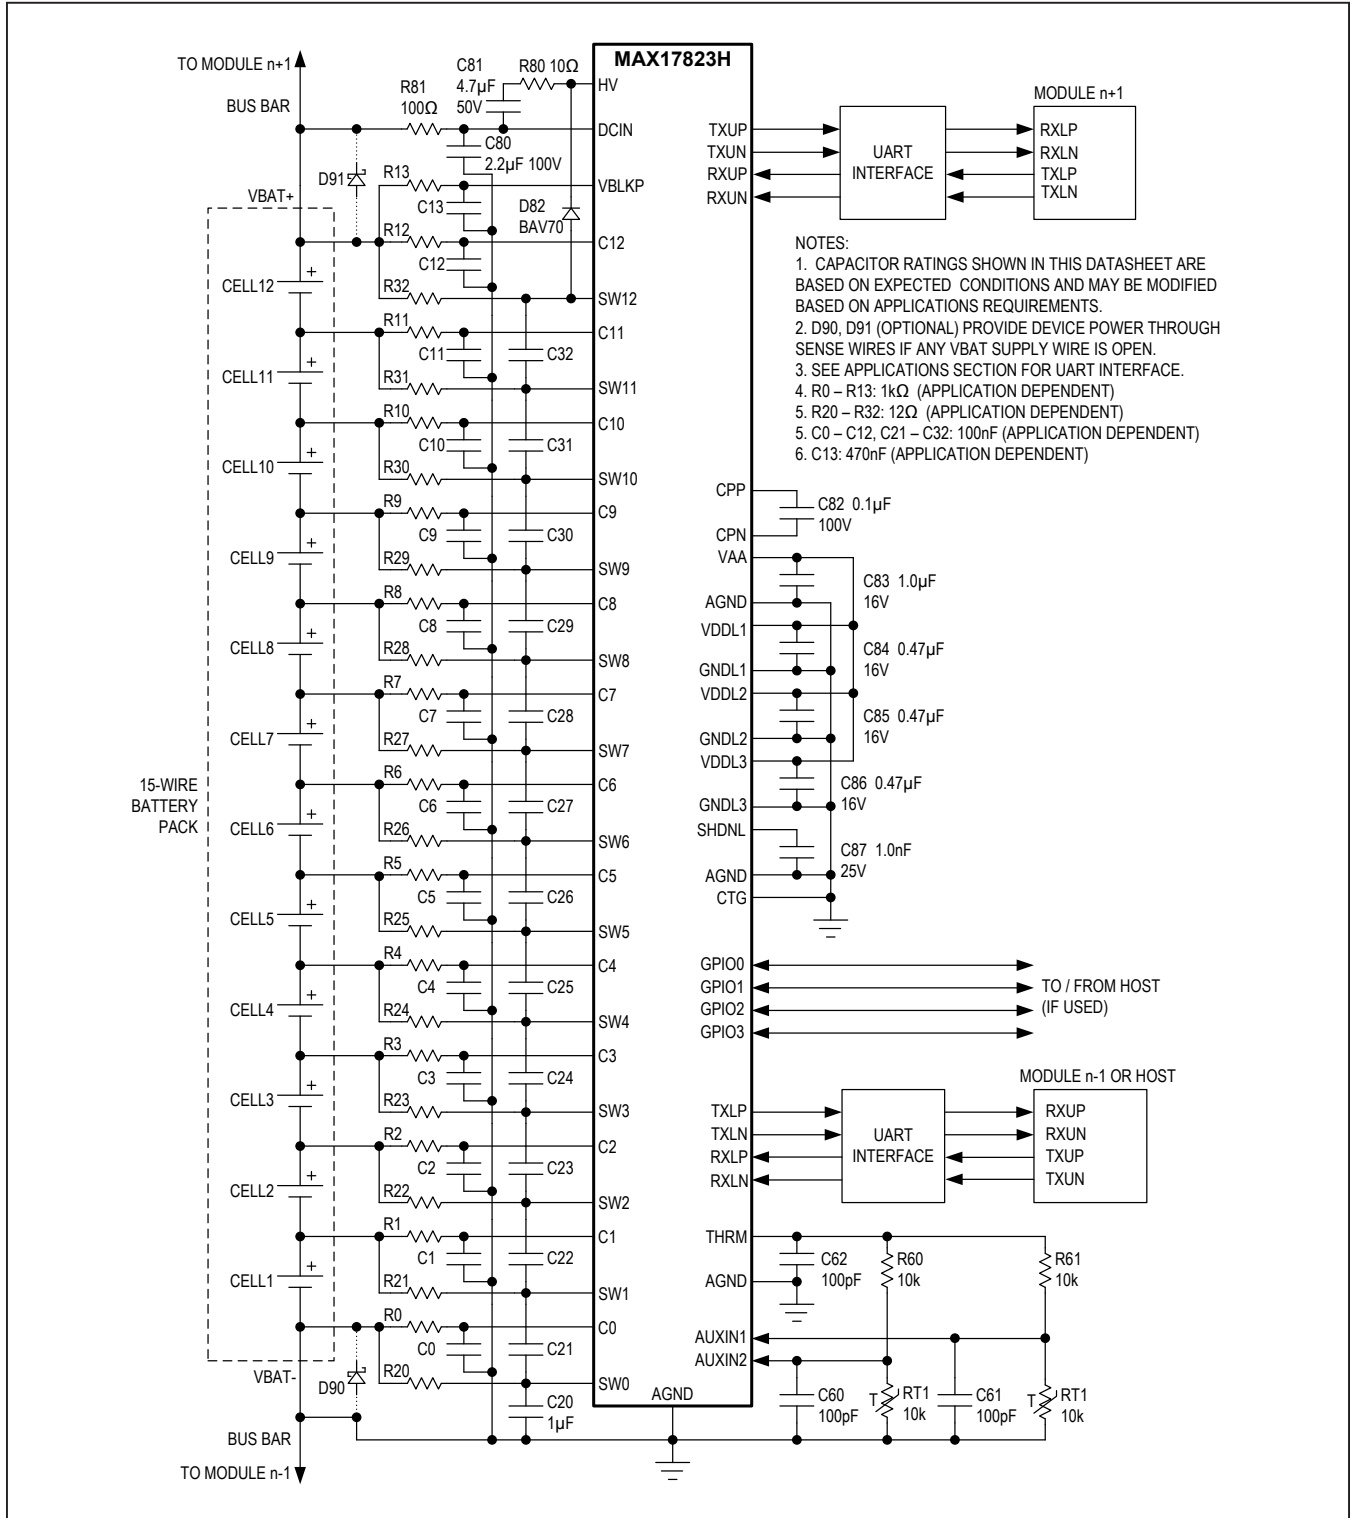 MAX17823H
TO MODULE n+1
BUS BAR
R81
100Ω
C81
4.7µF
50V
R80 10Ω
HV
DCIN
C80
2.2µF 100V
D91
VBAT+
R13
C13
VBLKP
D82
BAV70
R12
C12
C12
R32
SW12
CELL12
+
R11
C11
C11
C32
R31
SW11
CELL11
+
R10
C10
C10
C31
R30
SW10
CELL10
+
R9
C9
C9
C30
R29
SW9
CELL9
+
R8
C8
C8
C29
R28
SW8
CELL8
+
R7
C7
C7
C28
R27
SW7
CELL7
+
15-WIRE
BATTERY
PACK
R6
C6
C6
C27
R26
SW6
CELL6
+
R5
C5
C5
C26
R25
SW5
CELL5
+
R4
C4
C4
C25
R24
SW4
CELL4
+
R3
C3
C3
C24
R23
SW3
CELL3
+
R2
C2
C2
C23
R22
SW2
CELL2
+
R1
C1
C1
C22
R21
SW1
CELL1
+
R0
C0
C0
C21
R20
SW0
VBAT-
D90
C20
1µF
AGND
BUS BAR
TO MODULE n-1
TXUP
TXUN
RXUP
RXUN
UART
INTERFACE
MODULE n+1
RXLP
RXLN
TXLP
TXLN
NOTES:
1. CAPACITOR RATINGS SHOWN IN THIS DATASHEET ARE
BASED ON EXPECTED CONDITIONS AND MAY BE MODIFIED
BASED ON APPLICATIONS REQUIREMENTS.
2. D90, D91 (OPTIONAL) PROVIDE DEVICE POWER THROUGH
SENSE WIRES IF ANY VBAT SUPPLY WIRE IS OPEN.
3. SEE APPLICATIONS SECTION FOR UART INTERFACE.
4. R0 – R13: 1kΩ (APPLICATION DEPENDENT)
5. R20 – R32: 12Ω (APPLICATION DEPENDENT)
5. C0 – C12, C21 – C32: 100nF (APPLICATION DEPENDENT)
6. C13: 470nF (APPLICATION DEPENDENT)
CPP
C82 0.1µF
100V
CPN
VAA
C83 1.0µF
16V
AGND
VDDL1
C84 0.47µF
16V
GNDL1
VDDL2
C85 0.47µF
16V
GNDL2
VDDL3
C86 0.47µF
16V
GNDL3
SHDNL
C87 1.0nF
25V
AGND
CTG
GPIO0
GPIO1
GPIO2
GPIO3
TO / FROM HOST
(IF USED)
MODULE n-1 OR HOST
TXLP
TXLN
RXLP
RXLN
UART
INTERFACE
RXUP
RXUN
TXUP
TXUN
THRM
C62
100pF
R60
10k
R61
10k
AGND
AUXIN1
AUXIN2
C60
100pF
T
RT1
10k
C61
100pF
T
RT1
10k